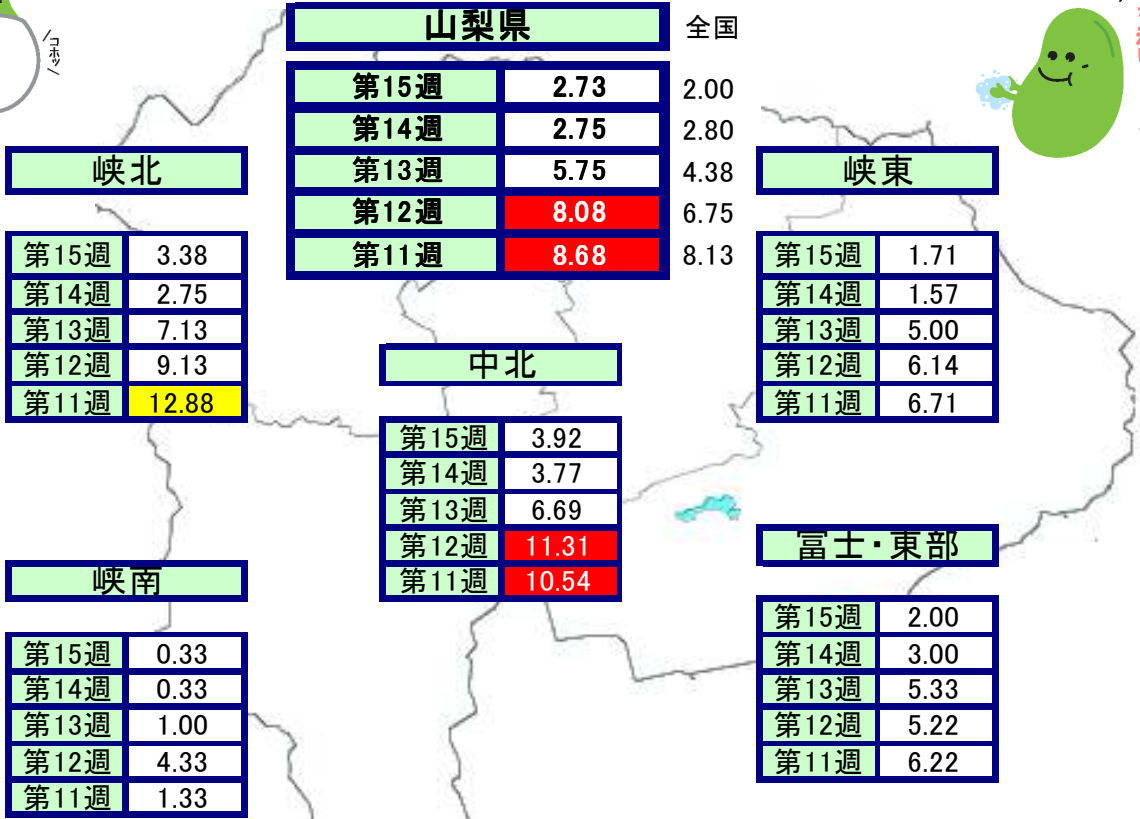 コホッ
山梨県 全国
第15週 2.73 2.00
第14週 2.75 2.80
第13週 5.75 4.38
第12週 8.08 6.75
第11週 8.68 8.13
峡北
第15週 3.38
第14週 2.75
第13週 7.13
第12週 9.13
第11週 12.88
峡東
第15週 1.71
第14週 1.57
第13週 5.00
第12週 6.14
第11週 6.71
中北
第15週 3.92
第14週 3.77
第13週 6.69
第12週 11.31
第11週 10.54
峡南
第15週 0.33
第14週 0.33
第13週 1.00
第12週 4.33
第11週 1.33
富士・東部
第15週 2.00
第14週 3.00
第13週 5.33
第12週 5.22
第11週 6.22